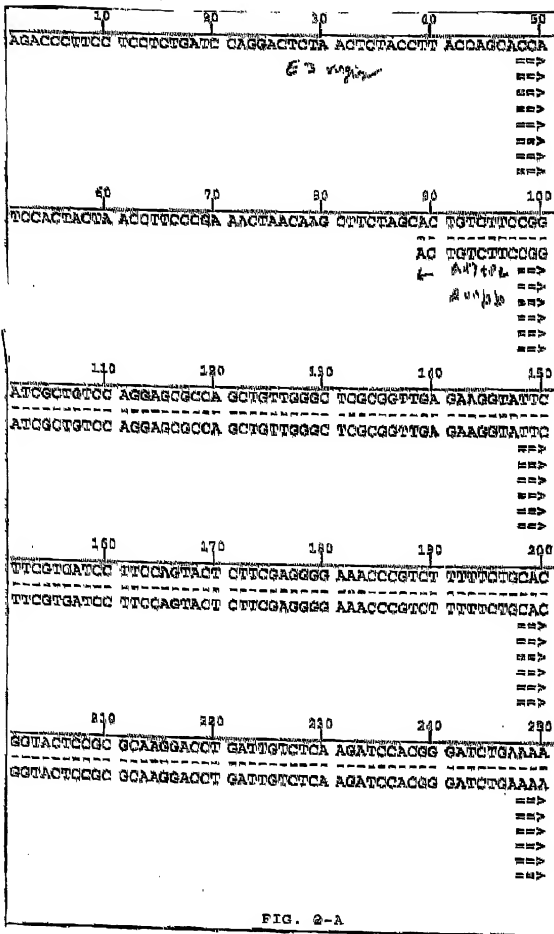 10 20 30 40 50
AGACCCTTCC TCCTCTGATC CAGGACTCTA ACTCTACCTT ACCAGCACCA
E3
==>
==>
==>
==>
==>
==>
==>
==>
60 70 80 90 100
TCCACTACTA ACCTTCCCGA AACTAACAAG CTTCTAGCAC TGTCTTCCGG
-- ----------
AC TGTCTTCCGG
← ==>
==>
==>
==>
==>
==>
==>
110 120 130 140 150
ATCGCTGTCC AGGAGCGCCA GCTGTTGGGC TCGCGGTTGA GAAGGTATTC
---------- ---------- ---------- ---------- ----------
ATCGCTGTCC AGGAGCGCCA GCTGTTGGGC TCGCGGTTGA GAAGGTATTC
==>
==>
==>
==>
==>
==>
160 170 180 190 200
TTCGTGATCC TTCCAGTACT CTTCGAGGGG AAACCCGTCT TTTTCTGCAC
---------- ---------- ---------- ---------- ----------
TTCGTGATCC TTCCAGTACT CTTCGAGGGG AAACCCGTCT TTTTCTGCAC
==>
==>
==>
==>
==>
==>
210 220 230 240 250
GGTACTCCGC GCAAGGACCT GATTGTCTCA AGATCCACGG GATCTGAAAA
---------- ---------- ---------- ---------- ----------
GGTACTCCGC GCAAGGACCT GATTGTCTCA AGATCCACGG GATCTGAAAA
==>
==>
==>
==>
==>
==>
FIG. 2-A